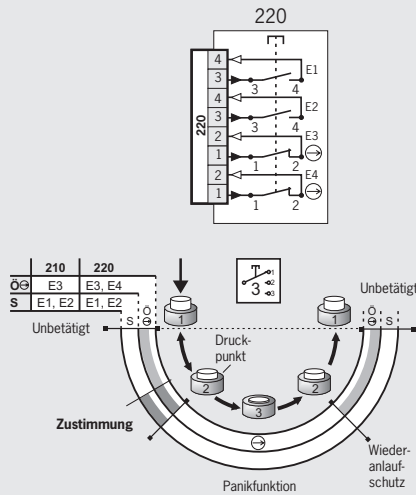 220
4
E1
3
3 4
4
E2
3
3 4
220
2
E3
1
1 2
2
E4
1
1 2
210 220
Ö E3 E3, E4
S E1, E2 E1, E2
Unbetätigt
S Ö
1
3
1
2
3
1
Unbetätigt
Ö S
Druck-
punkt
2
2
3
Zustimmung
Wieder-
anlauf-
schutz
Panikfunktion